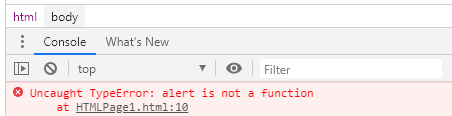 html body
Console What's New
top Filter
Uncaught TypeError: alert is not a function
at HTMLPage1.html:10